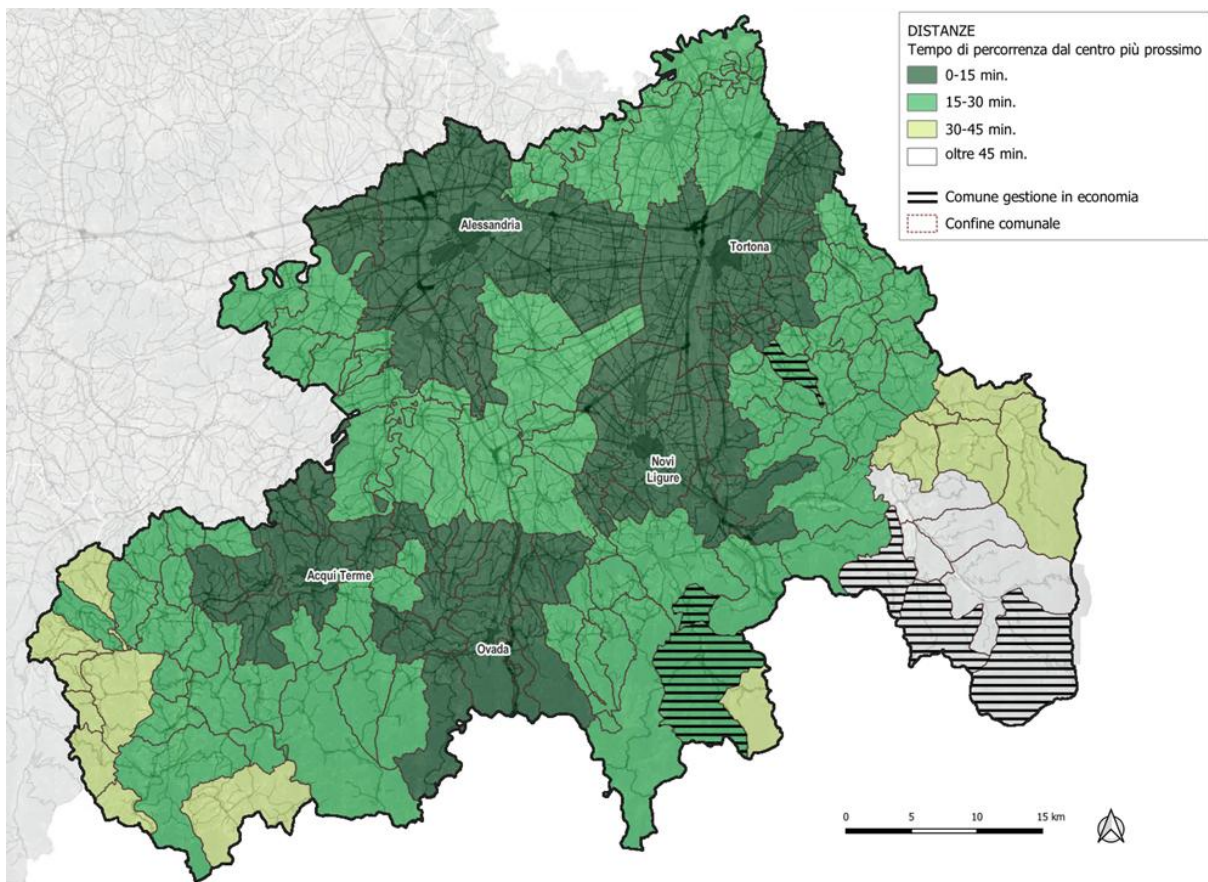 DISTANZE
Tempo di percorrenza dal centro più prossimo
0-15 min.
15-30 min.
30-45 min.
oltre 45 min.
Comune gestione in economia
Confine comunale
Alessandria
Tortona
Novi
Ligure
Acqui Terme
Ovada
0 5 10 15 km